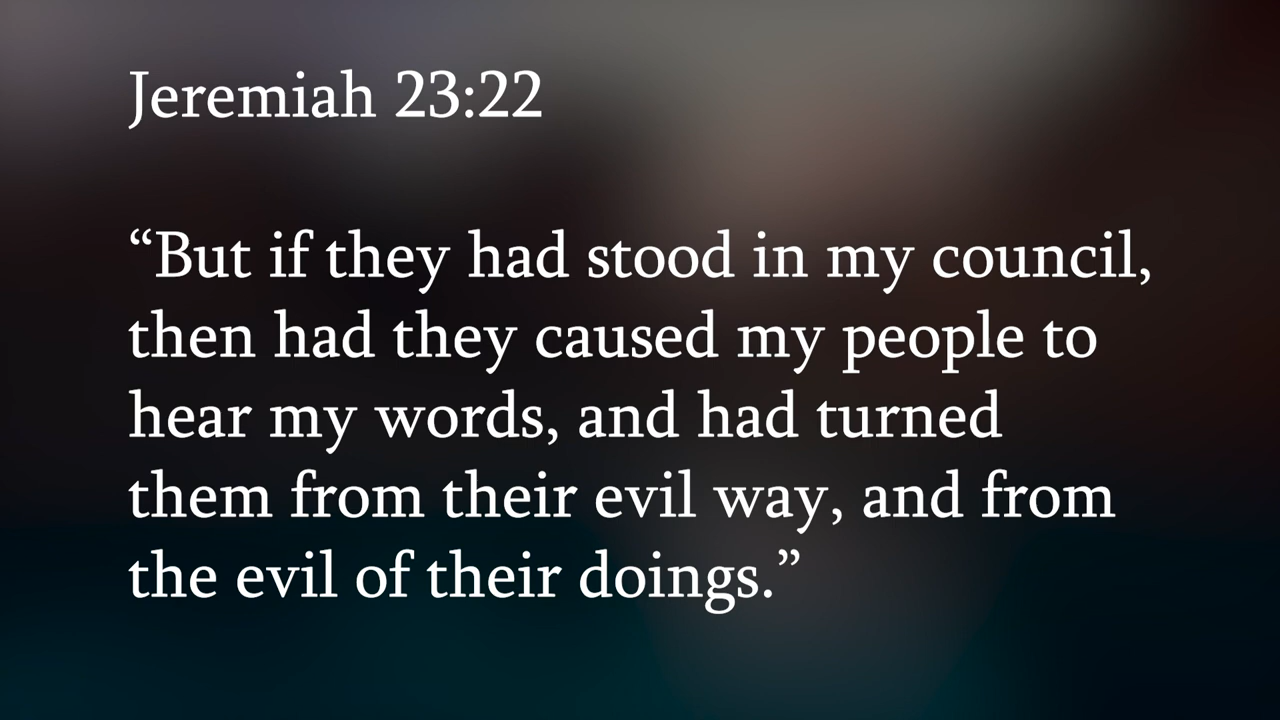 Jeremiah 23:22
“But if they had stood in my council,
then had they caused my people to
hear my words, and had turned
them from their evil way, and from
the evil of their doings.”